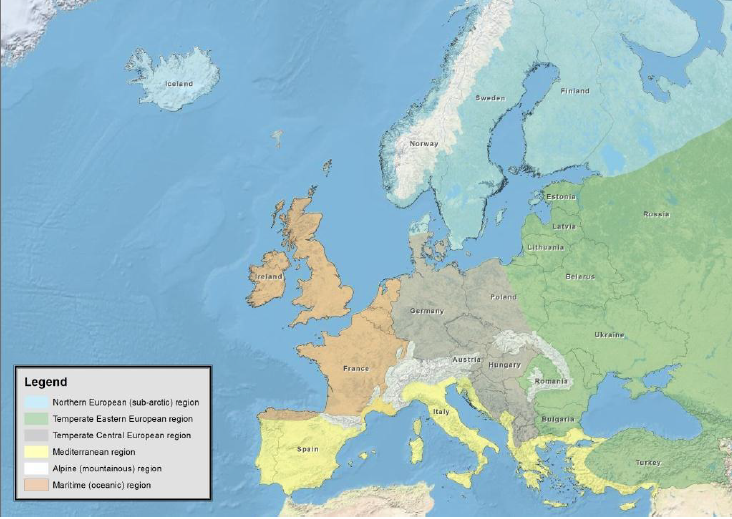 Iceland
Sweden
Finland
Norway
Estonia
Russia
Latvia
Lithuania
Ireland
Belarus
Poland
Germany
Ukraine
Austria
Hungary
France
Romania
Italy
Bulgaria
Spain
Turkey
Legend
Northern European (sub-arctic) region
Temperate Eastern European region
Temperate Central European region
Mediterranean region
Alpine (mountainous) region
Maritime (oceanic) region